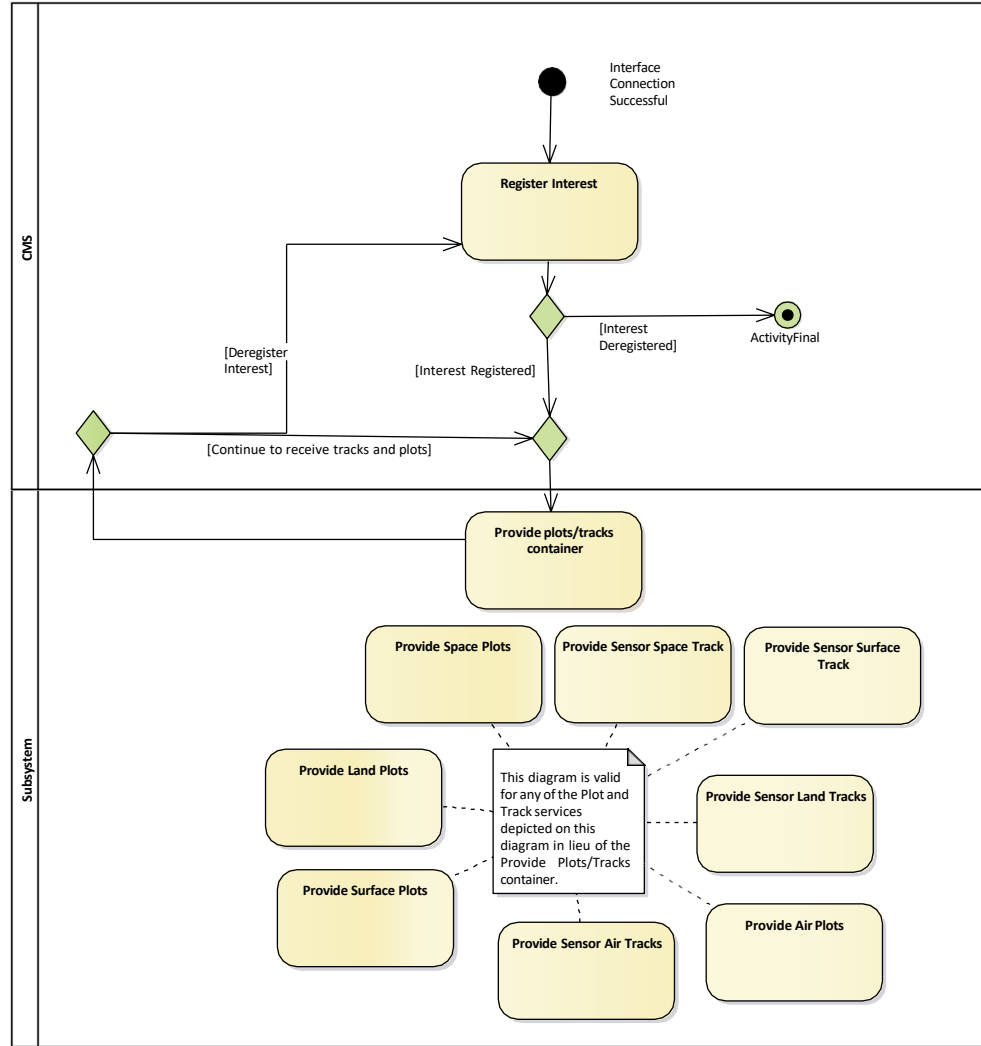 Interface
Connection
Successful
Register Interest
CMS
[Interest
Deregistered]
ActivityFinal
[Deregister
Interest]
[Interest Registered]
[Continue to receive tracks and plots]
Provide plots/tracks
container
Subsystem
Provide Space Plots
Provide Sensor Space Track
Provide Sensor Surface
Track
Provide Land Plots
This diagram is valid
for any of the Plot and
Track services
depicted on this
diagram in lieu of the
Provide Plots/Tracks
container.
Provide Sensor Land Tracks
Provide Surface Plots
Provide Sensor Air Tracks
Provide Air Plots